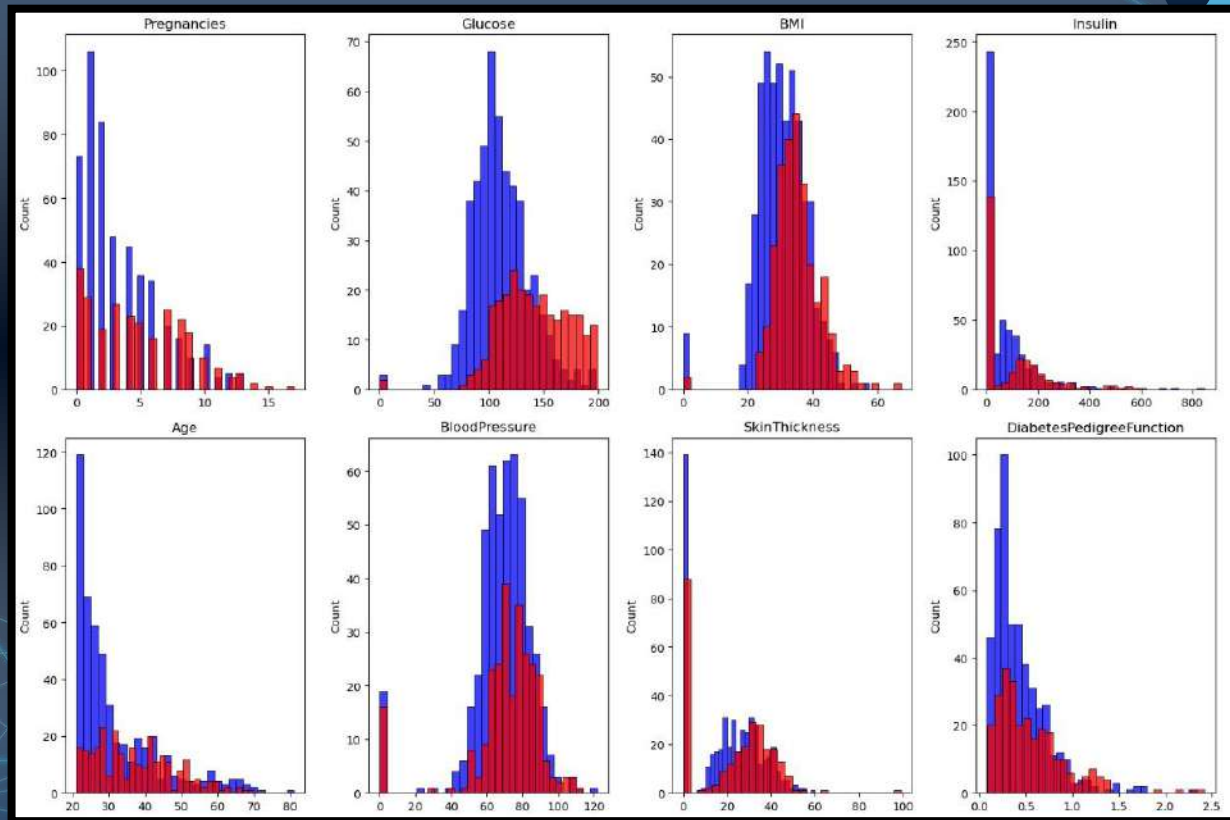 Pregnancies
Glucose
BMI
Insulin
Count
100
80
60
40
20
0
0 5 10 15
Count
70
60
50
40
30
20
10
0
0 50 100 150 200
Count
50
40
30
20
10
0
0 20 40 60
Count
250
200
150
100
50
0
0 200 400 600 800
Age
BloodPressure
SkinThickness
DiabetesPedigreeFunction
Count
120
100
80
60
40
20
0
20 30 40 50 60 70 80
Count
60
50
40
30
20
10
0
0 20 40 60 80 100 120
Count
140
120
100
80
60
40
20
0
0 20 40 60 80 100
Count
100
80
60
40
20
0
0.0 0.5 1.0 1.5 2.0 2.5